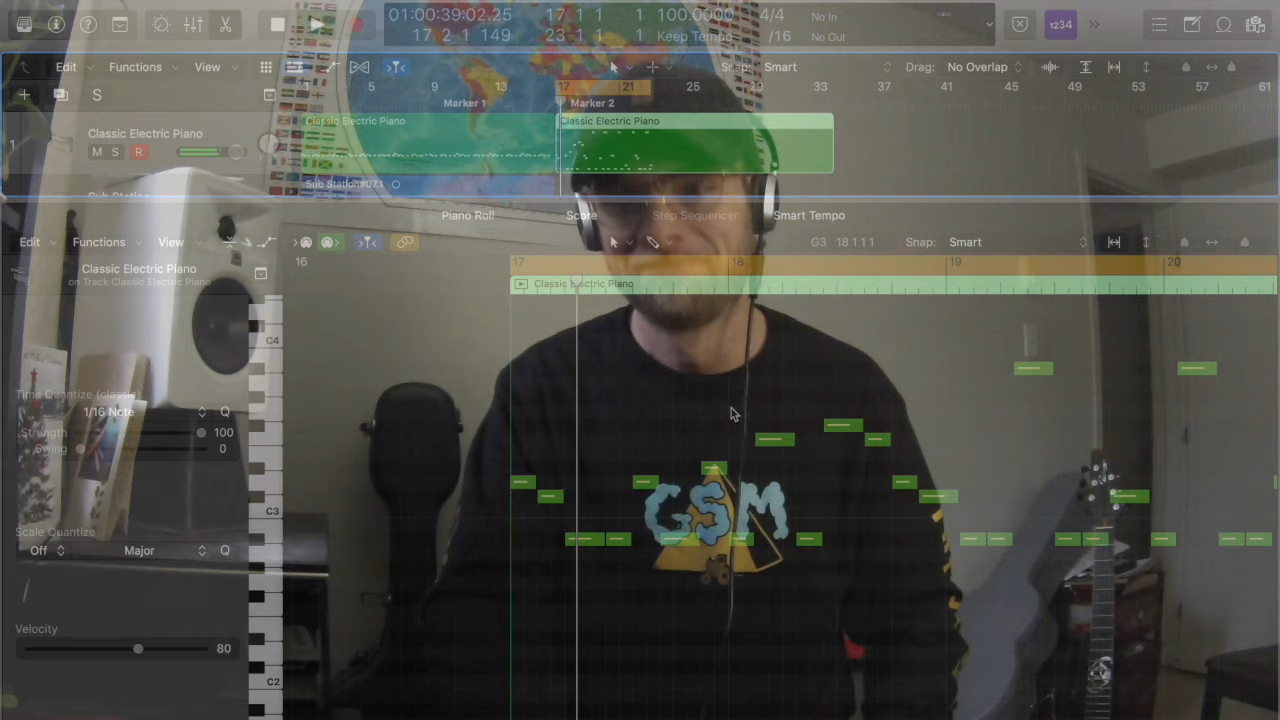 01:00:39:02.25 17 1 1 1 100.0000 4/4 No In
17 2 1 149 23 1 1 1 Keep Tempo /16 No Out
1234
Edit Functions View Snap: Smart Drag: No Overlap
S
1 5 9 13 17 21 25 29 33 37 41 45 49 53 57 61
Marker 1 Marker 2
Classic Electric Piano Classic Electric Piano
1 Classic Electric Piano
M S R
Sub Station#07.1
Piano Roll Score Step Sequencer Smart Tempo
Edit Functions View G3 18 1 1 1 Snap: Smart
16 17 18 19 20
Classic Electric Piano
on Track Classic Electric Piano
Classic Electric Piano
C4
Time Quantize (classic)
1/16 Note Q
Strength 100
Swing 0
GSM
C3
Scale Quantize
Off Major Q
Velocity
80
C2